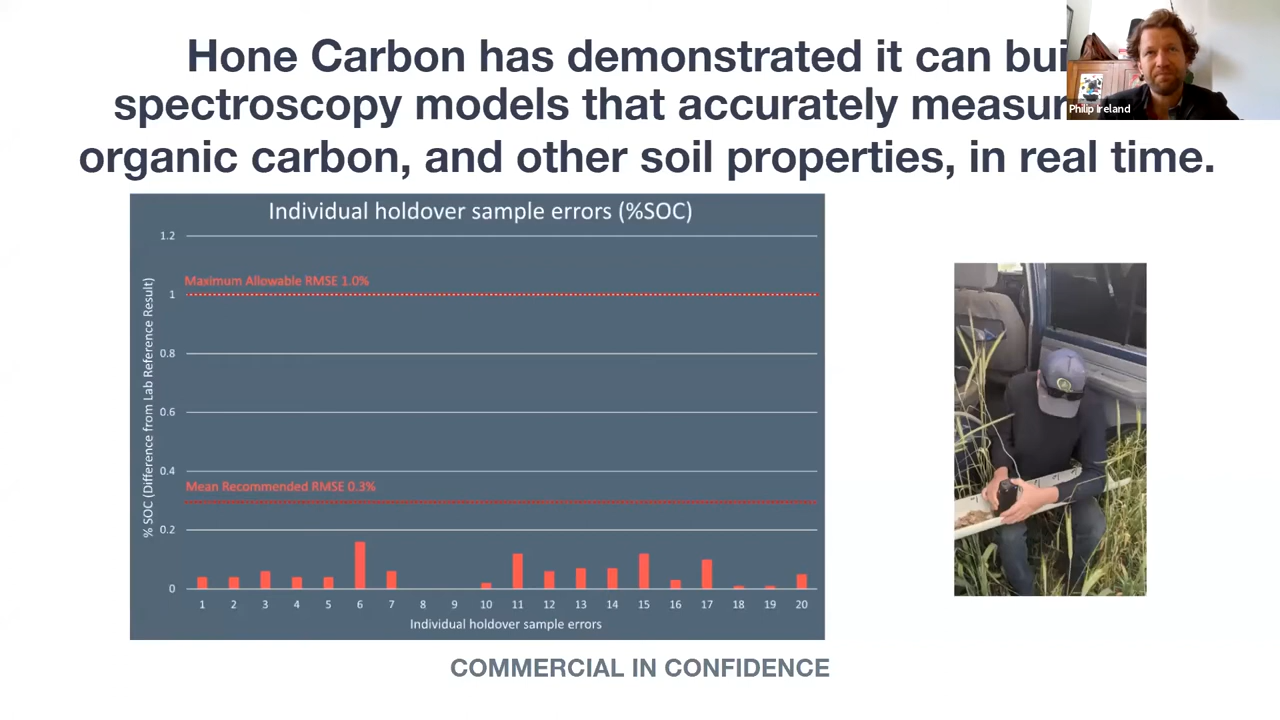 Hone Carbon has demonstrated it can bui
spectroscopy models that accurately measur
organic carbon, and other soil properties, in real time.
Philip Ireland
Individual holdover sample errors (%SOC)
% SOC (Difference from Lab Reference Result)
1.2
Maximum Allowable RMSE 1.0%
1
0.8
0.6
0.4
Mean Recommended RMSE 0.3%
0.2
0
1 2 3 4 5 6 7 8 9 10 11 12 13 14 15 16 17 18 19 20
Individual holdover sample errors
COMMERCIAL IN CONFIDENCE